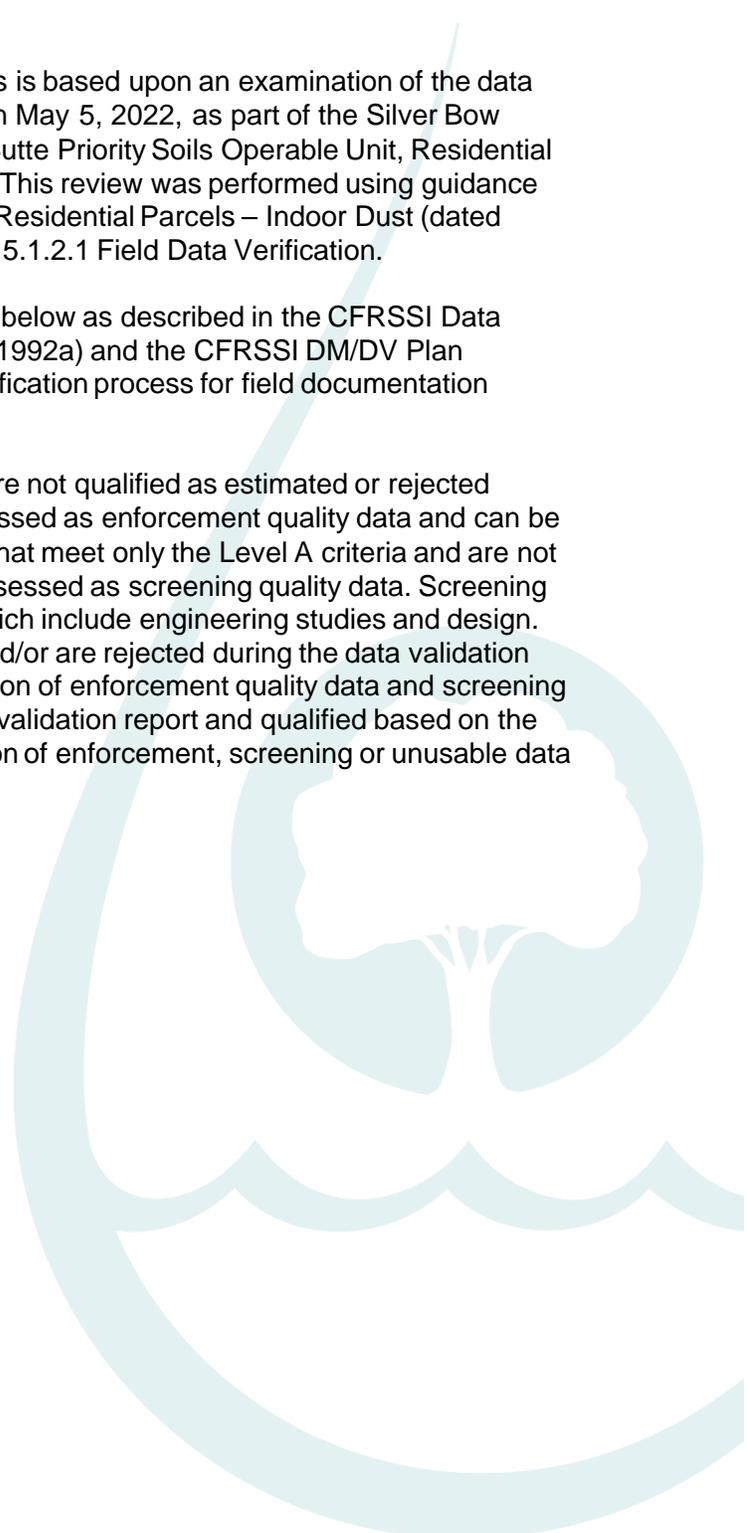 s is based upon an examination of the data
n May 5, 2022, as part of the Silver Bow
utte Priority Soils Operable Unit, Residential
This review was performed using guidance
Residential Parcels – Indoor Dust (dated
5.1.2.1 Field Data Verification.
below as described in the CFRSSI Data
1992a) and the CFRSSI DM/DV Plan
fication process for field documentation
re not qualified as estimated or rejected
ssed as enforcement quality data and can be
hat meet only the Level A criteria and are not
sessed as screening quality data. Screening
ich include engineering studies and design.
d/or are rejected during the data validation
on of enforcement quality data and screening
validation report and qualified based on the
on of enforcement, screening or unusable data